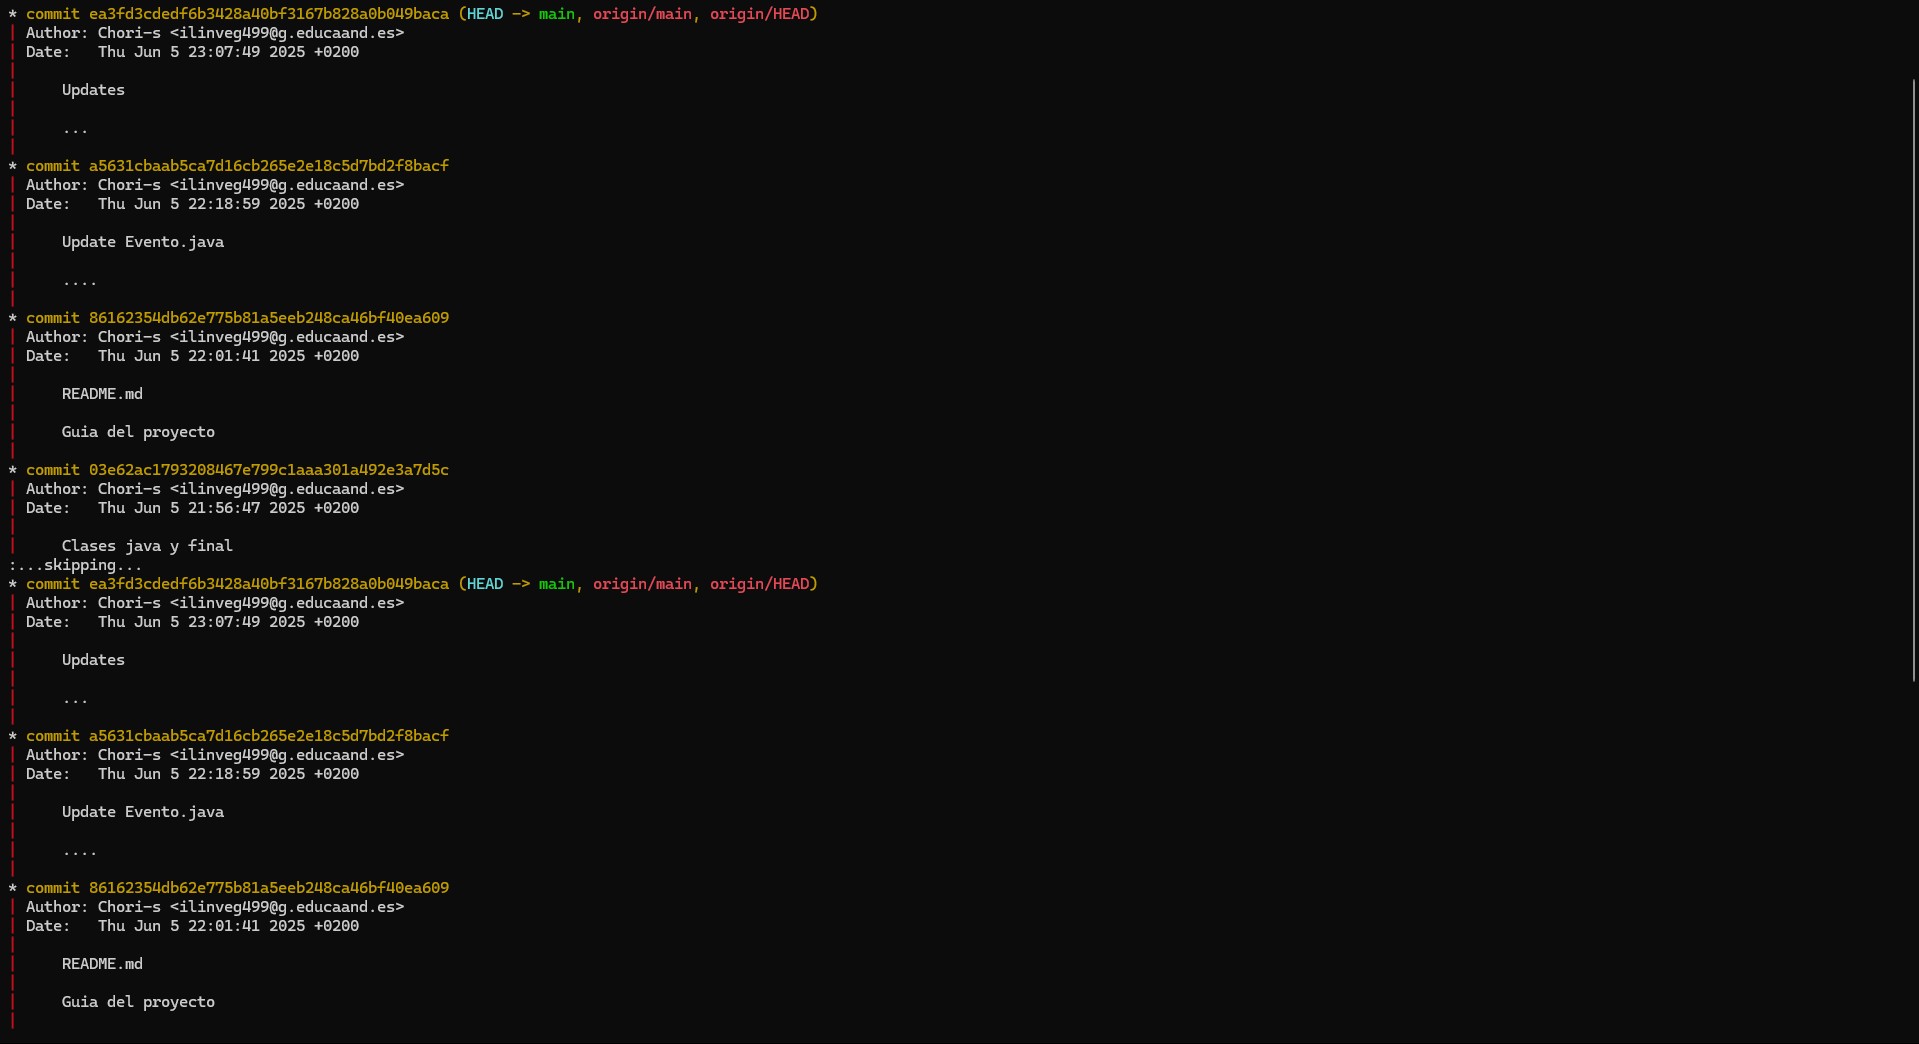 * commit ea3fd3cdedf6b3428a40bf3167b828a0b049baca (HEAD -> main, origin/main, origin/HEAD)
| Author: Chori-s <ilinveg499@g.educaand.es>
| Date:   Thu Jun 5 23:07:49 2025 +0200
|
|     Updates
|
|     ...
|
* commit a5631cbaab5ca7d16cb265e2e18c5d7bd2f8bacf
| Author: Chori-s <ilinveg499@g.educaand.es>
| Date:   Thu Jun 5 22:18:59 2025 +0200
|
|     Update Evento.java
|
|     ....
|
* commit 86162354db62e775b81a5eeb248ca46bf40ea609
| Author: Chori-s <ilinveg499@g.educaand.es>
| Date:   Thu Jun 5 22:01:41 2025 +0200
|
|     README.md
|
|     Guia del proyecto
|
* commit 03e62ac1793208467e799c1aaa301a492e3a7d5c
| Author: Chori-s <ilinveg499@g.educaand.es>
| Date:   Thu Jun 5 21:56:47 2025 +0200
|
|     Clases java y final
:...skipping...
* commit ea3fd3cdedf6b3428a40bf3167b828a0b049baca (HEAD -> main, origin/main, origin/HEAD)
| Author: Chori-s <ilinveg499@g.educaand.es>
| Date:   Thu Jun 5 23:07:49 2025 +0200
|
|     Updates
|
|     ...
|
* commit a5631cbaab5ca7d16cb265e2e18c5d7bd2f8bacf
| Author: Chori-s <ilinveg499@g.educaand.es>
| Date:   Thu Jun 5 22:18:59 2025 +0200
|
|     Update Evento.java
|
|     ....
|
* commit 86162354db62e775b81a5eeb248ca46bf40ea609
| Author: Chori-s <ilinveg499@g.educaand.es>
| Date:   Thu Jun 5 22:01:41 2025 +0200
|
|     README.md
|
|     Guia del proyecto
|